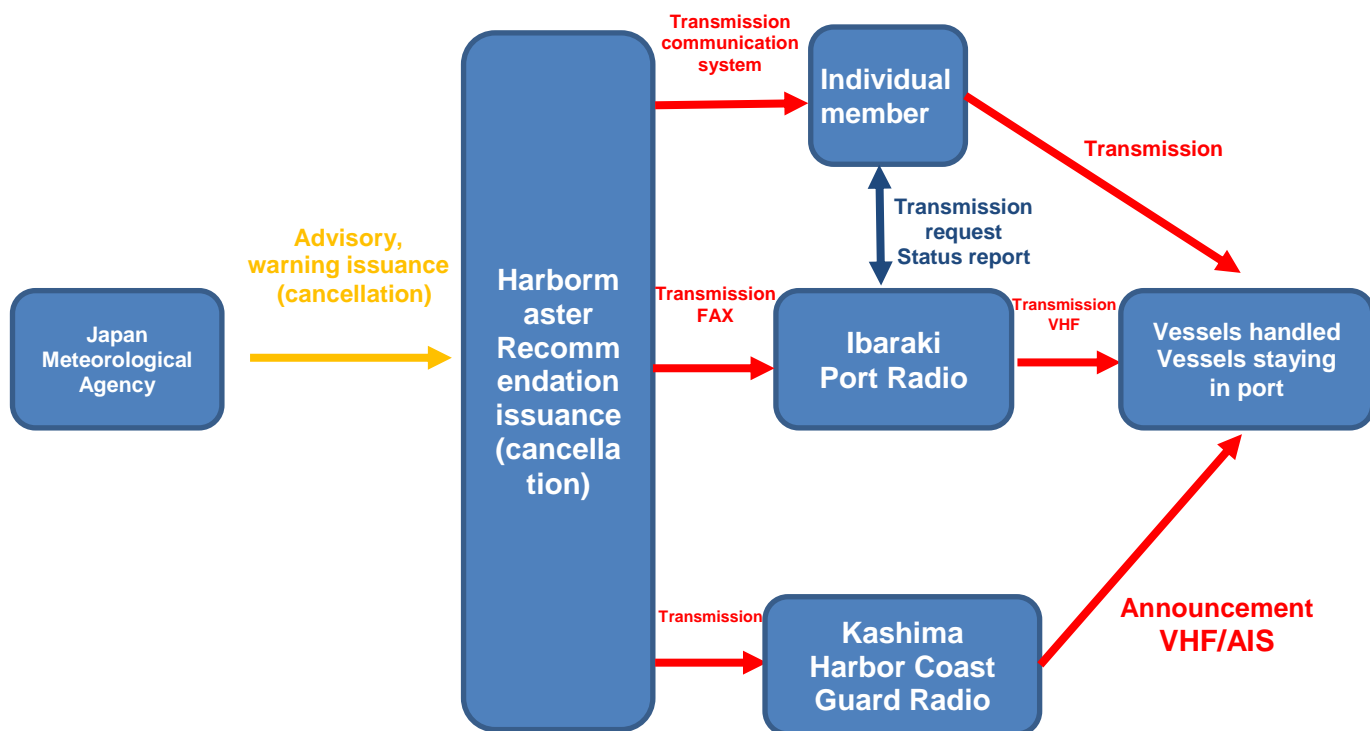 Japan
Meteorological
Agency
Advisory,
warning issuance
(cancellation)
Harborm
aster
Recomm
endation
issuance
(cancella
tion)
Transmission
communication
system
Individual
member
Transmission
Transmission
request
Status report
Transmission
FAX
Ibaraki
Port Radio
Transmission
VHF
Vessels handled
Vessels staying
in port
Transmission
Kashima
Harbor Coast
Guard Radio
Announcement
VHF/AIS